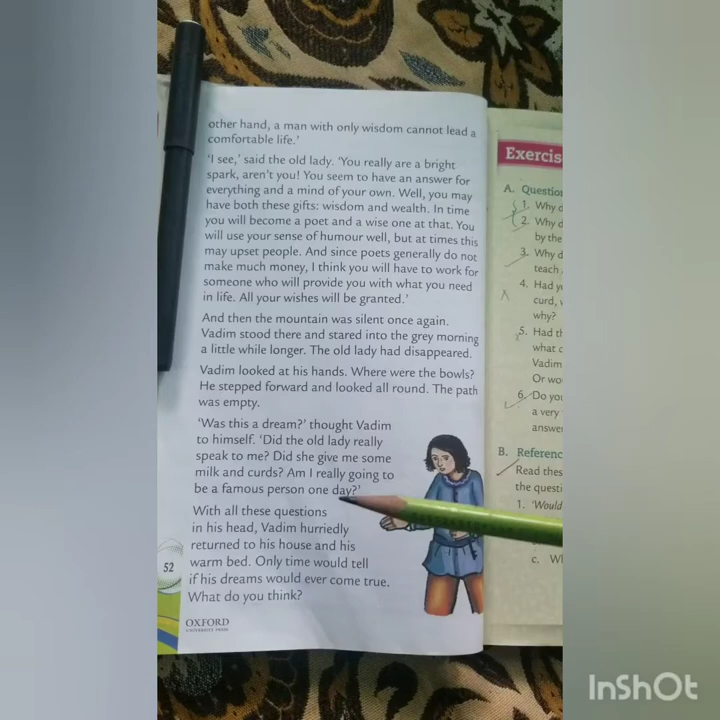 other hand, a man with only wisdom cannot lead a
comfortable life.'
'I see,' said the old lady. 'You really are a bright
spark, aren't you! You seem to have an answer for
everything and a mind of your own. Well, you may
have both these gifts: wisdom and wealth. In time
you will become a poet and a wise one at that. You
will use your sense of humour well, but at times this
may upset people. And since poets generally do not
make much money, I think you will have to work for
someone who will provide you with what you need
in life. All your wishes will be granted.'
And then the mountain was silent once again.
Vadim stood there and stared into the grey morning
a little while longer. The old lady had disappeared.
Vadim looked at his hands. Where were the bowls?
He stepped forward and looked all round. The path
was empty.
'Was this a dream?' thought Vadim
to himself. 'Did the old lady really
speak to me? Did she give me some
milk and curds? Am I really going to
be a famous person one day?'
With all these questions
in his head, Vadim hurriedly
returned to his house and his
warm bed. Only time would tell
if his dreams would ever come true.
What do you think?
52
OXFORD
UNIVERSITY PRESS
Exercis
A. Question
1. Why d
2. Why d
by the
3. Why d
teach
4. Had y
curd,
why?
5. Had th
what c
Vadim
Or wo
6. Do you
a very
answe
B. Referenc
Read thes
the questi
1. 'Would
c. Wh
InShOt